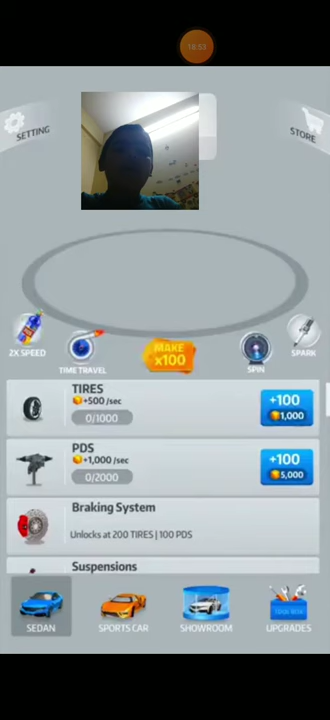 18:53
SETTING
STORE
2X SPEED
TIME TRAVEL
MAKE
x100
SPIN
SPARK
TIRES
+500 /sec
0/1000
+100
1,000
PDS
+1,000 /sec
0/2000
+100
5,000
Braking System
Unlocks at 200 TIRES | 100 PDS
Suspensions
SEDAN
SPORTS CAR
SHOWROOM
UPGRADES